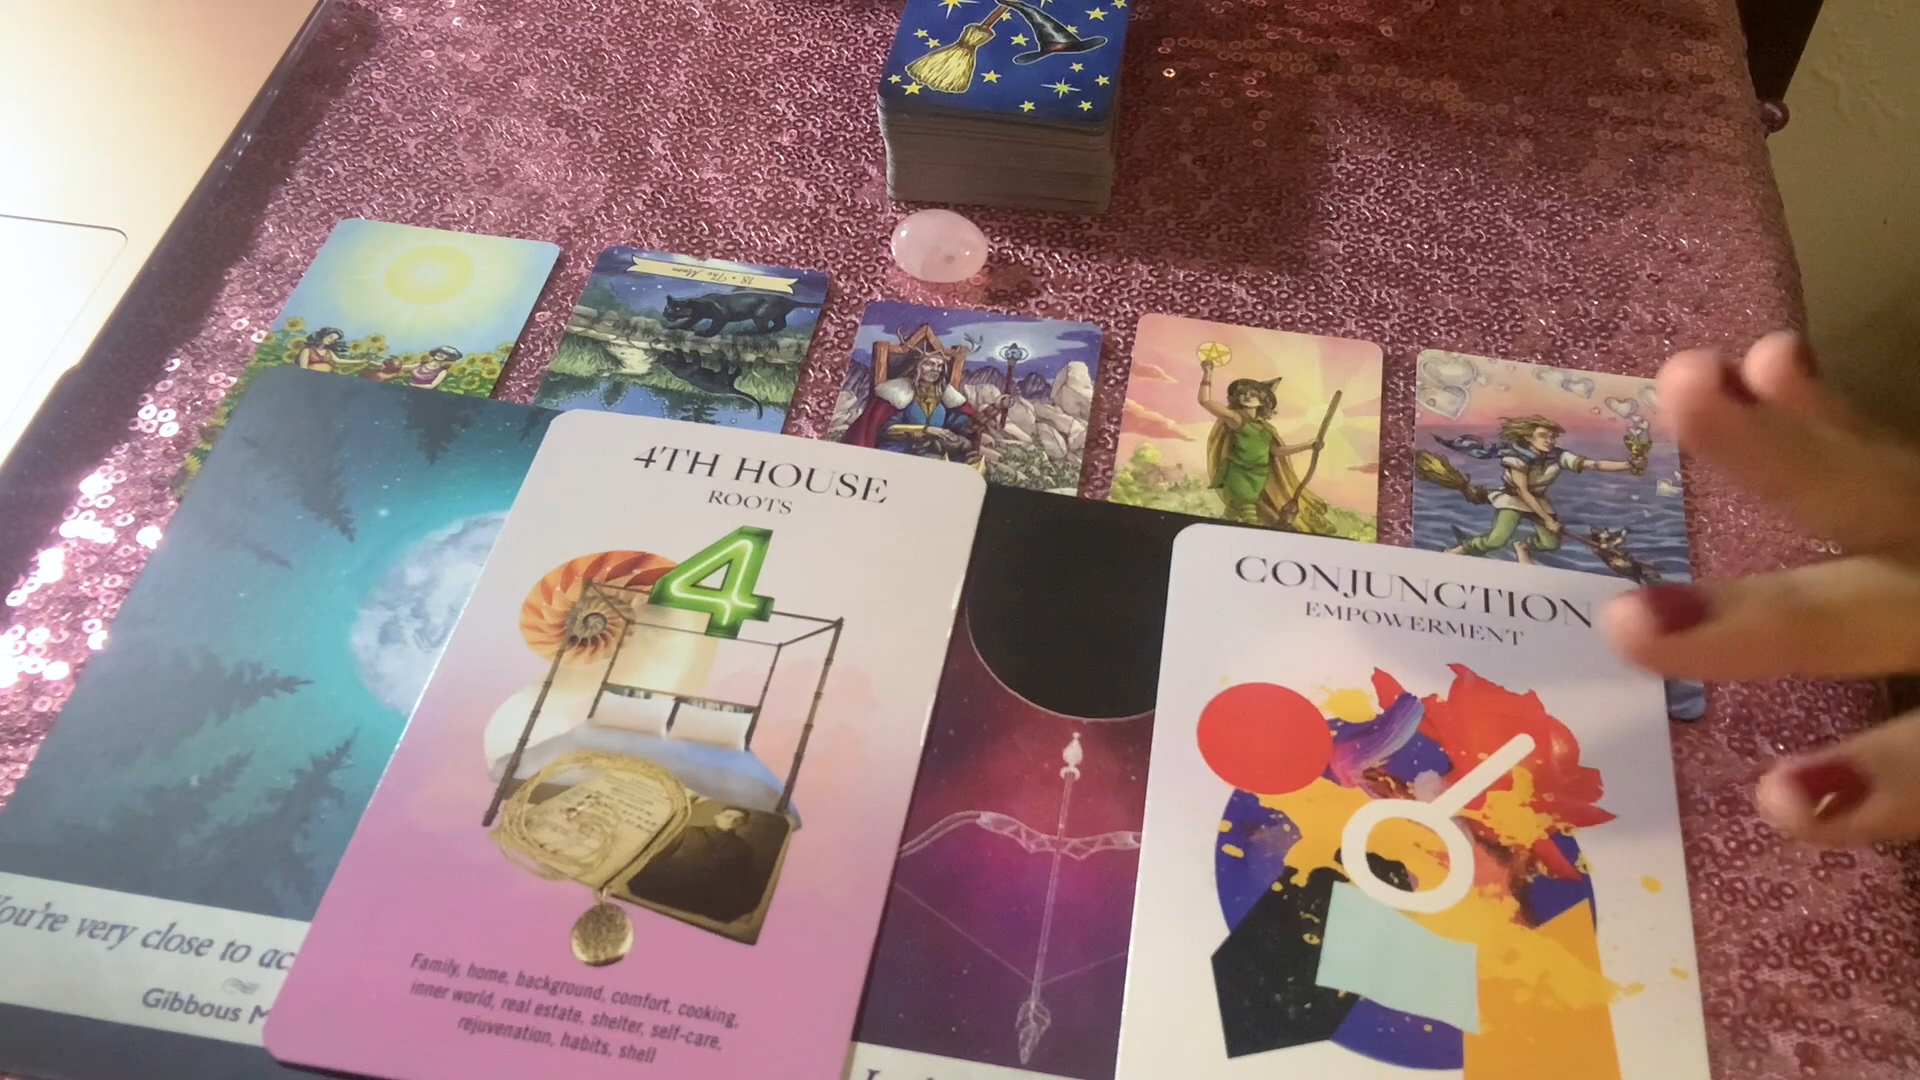 18 • The Moon
4TH HOUSE
ROOTS
4
Family, home, background, comfort, cooking,
inner world, real estate, shelter, self-care,
rejuvenation, habits, shell
CONJUNCTION
EMPOWERMENT
You're very close to
Gibbous